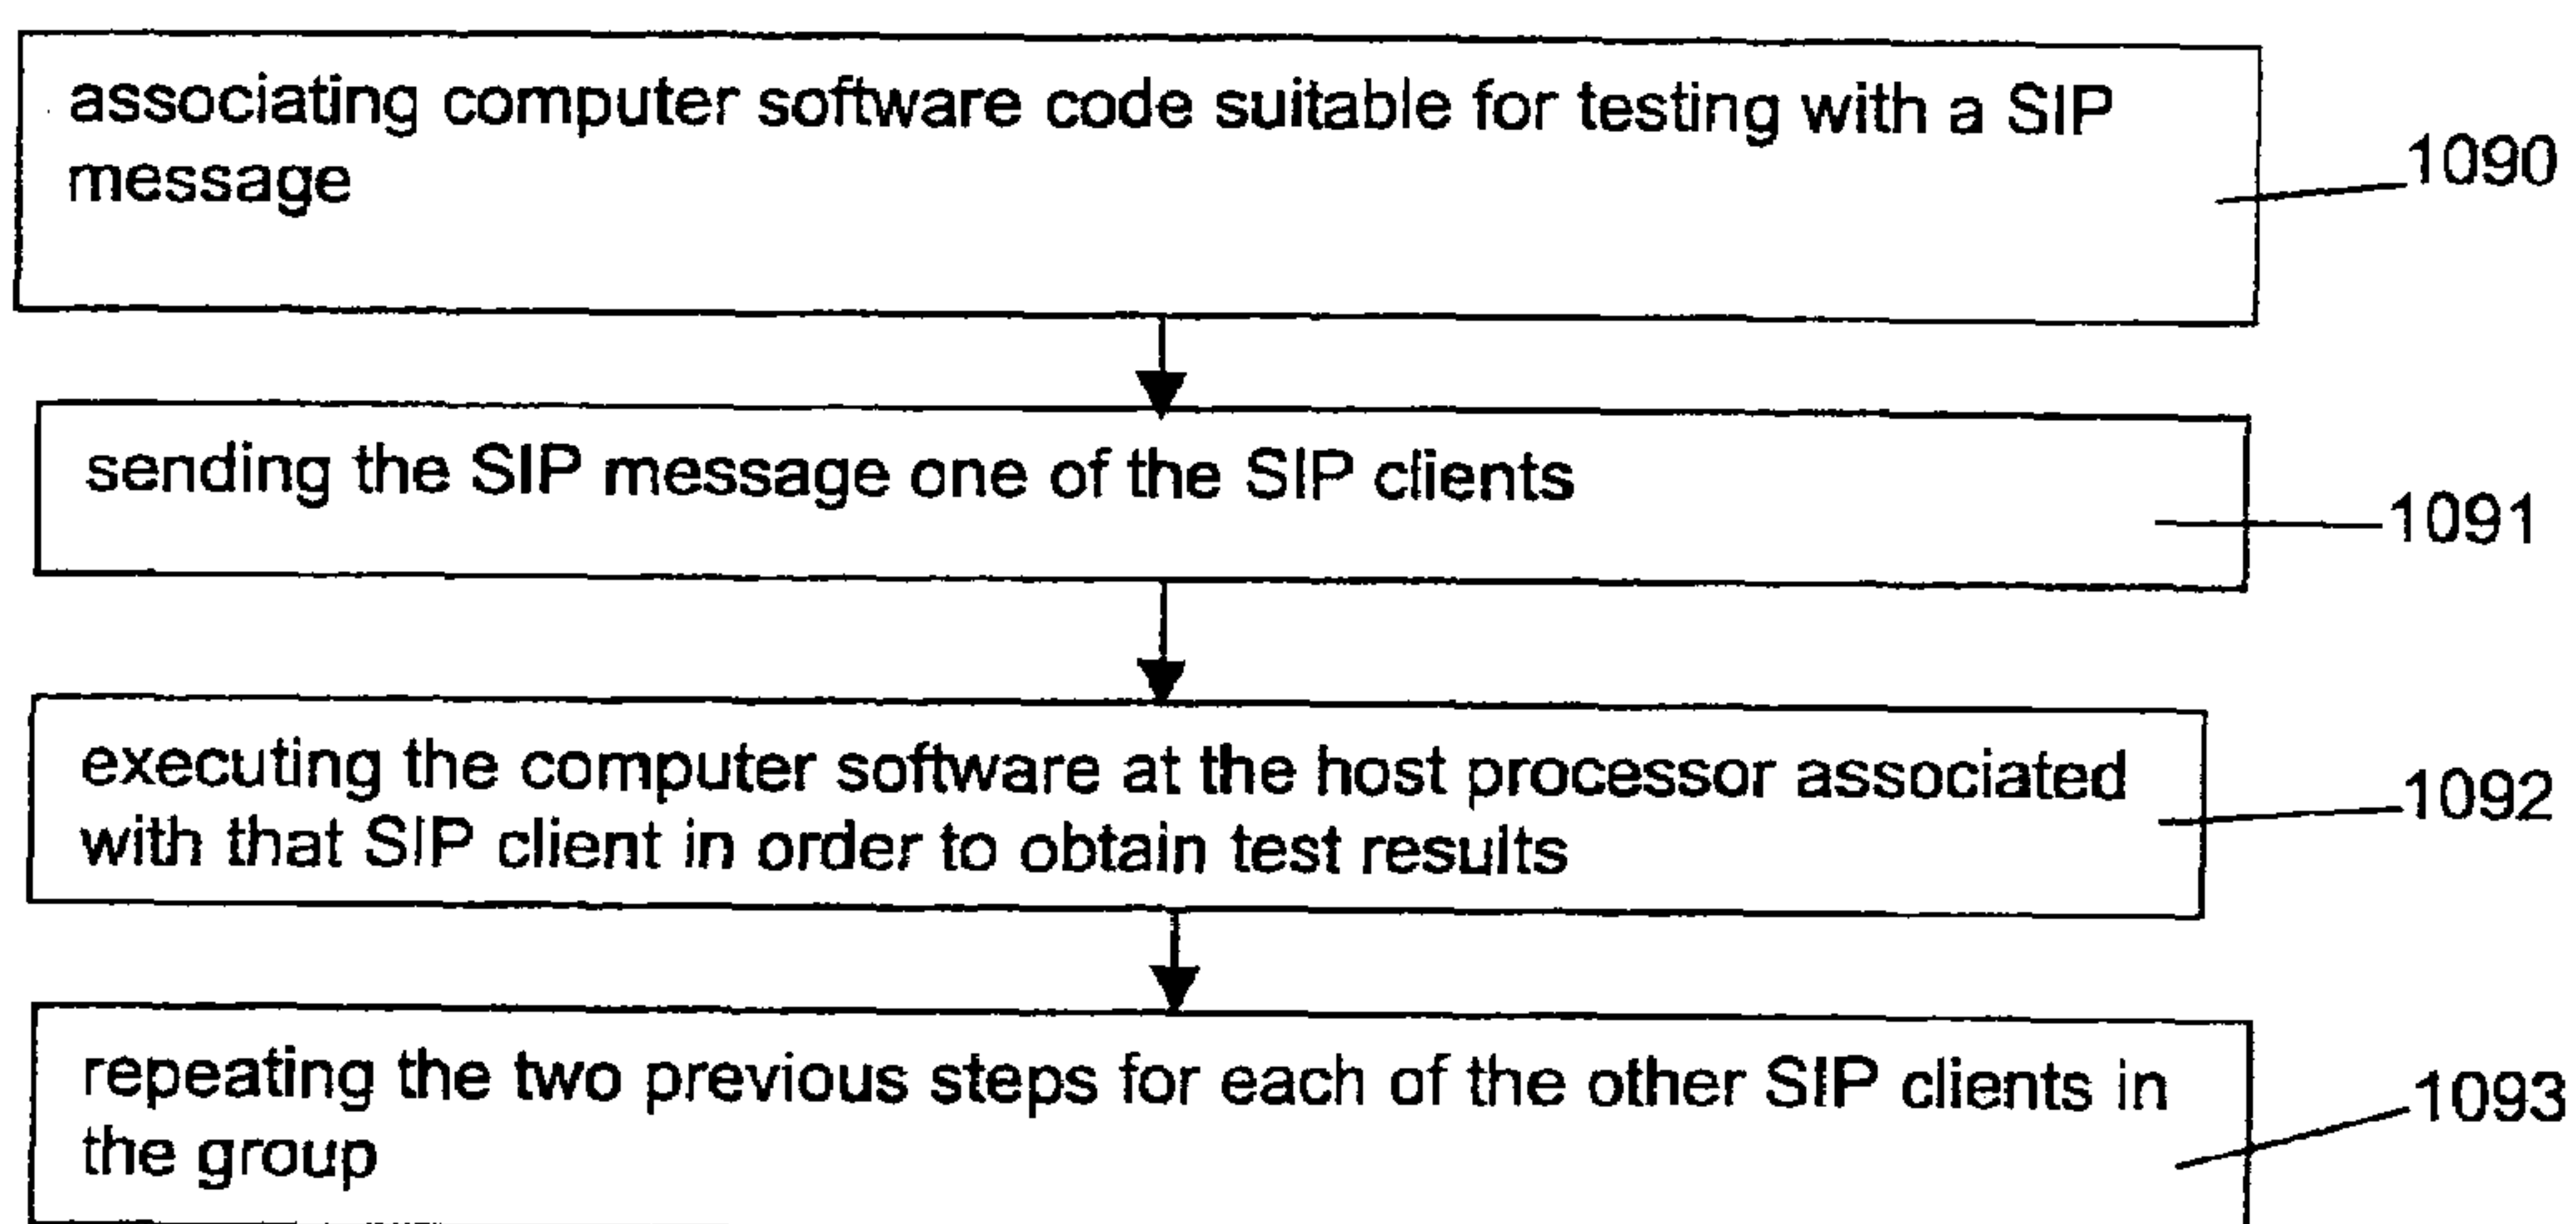 associating computer software code suitable for testing with a SIP
message
1090
sending the SIP message one of the SIP clients
1091
executing the computer software at the host processor associated
with that SIP client in order to obtain test results
1092
repeating the two previous steps for each of the other SIP clients in
the group
1093